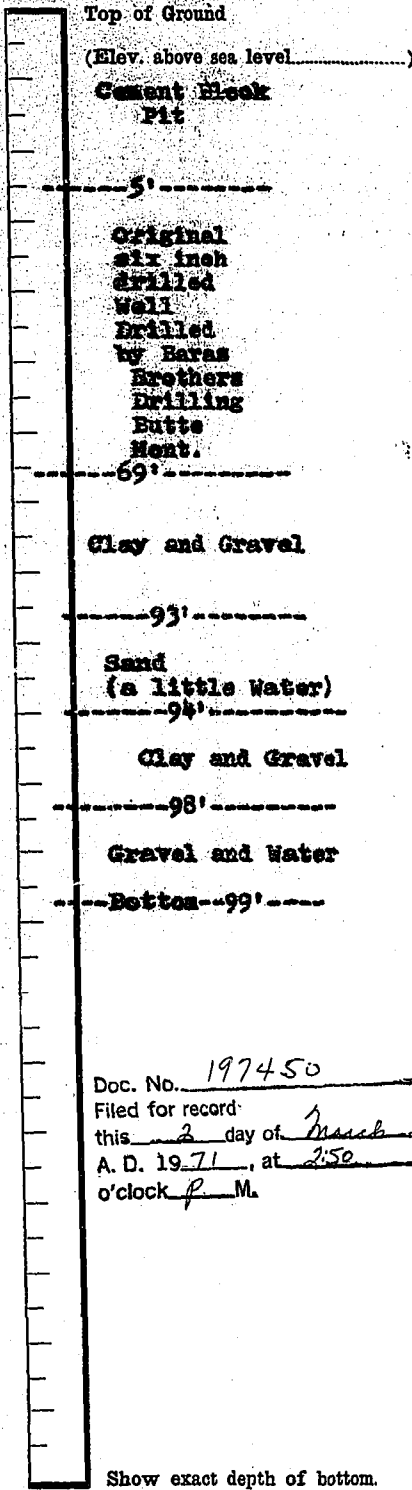 Top of Ground
(Elev. above sea level....................)
Cement Block
Pit
-----5'---------
Original
six inch
drilled
Well
Drilled
by Baras
Brothers
Drilling
Butte
Mont.
------69'---------
Clay and Gravel
-------93'---------
Sand
(a little Water)
--------94'-----------
Clay and Gravel
--------98'---------
Gravel and Water
----Bottom--99'----
Doc. No. 197450
Filed for record
this 2 day of March
A. D. 1971, at 2:50
o'clock P M.
Show exact depth of bottom.